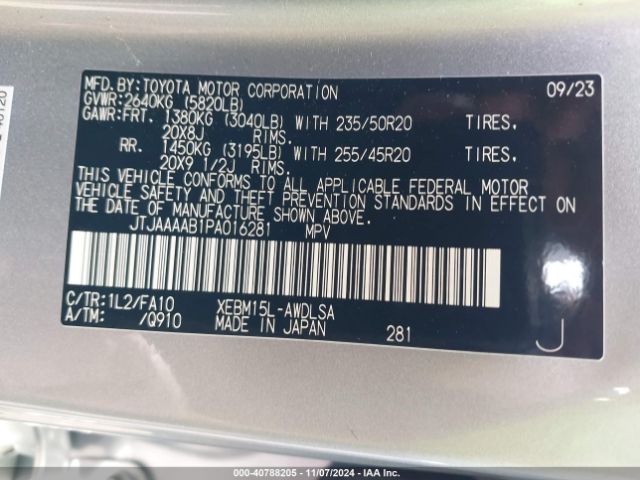 MFD.BY:TOYOTA MOTOR CORPORATION 09/23
GVWR:2640KG (5820LB)
GAWR:FRT. 1380KG (3040LB) WITH 235/50R20 TIRES,
20X8J RIMS.
RR. 1450KG (3195LB) WITH 255/45R20 TIRES,
20X9 1/2J RIMS.
THIS VEHICLE CONFORMS TO ALL APPLICABLE FEDERAL MOTOR
VEHICLE SAFETY AND THEFT PREVENTION STANDARDS IN EFFECT ON
THE DATE OF MANUFACTURE SHOWN ABOVE.
JTJAAAAB1PA016281 MPV
C/TR:1L2/FA10 XEBM15L-AWDLSA
A/TM: /Q910 MADE IN JAPAN 281 J
000-40788205 - 11/07/2024 - IAA Inc.